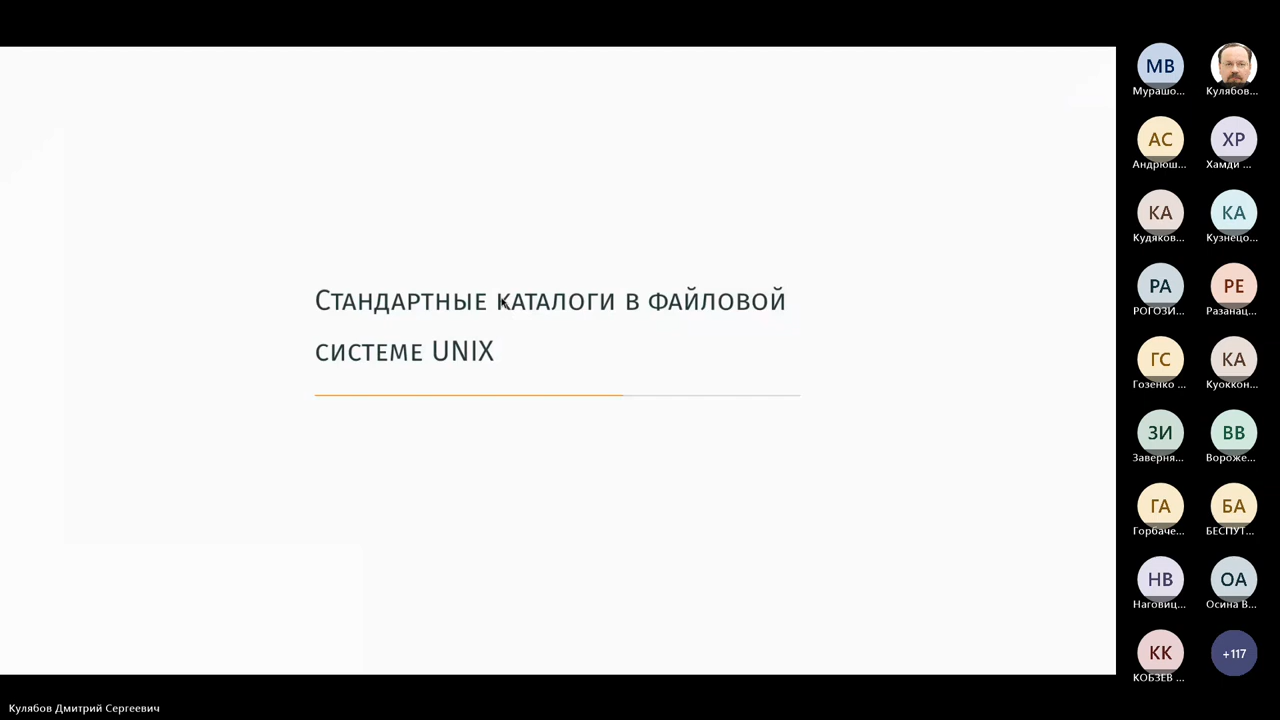 Стандартные каталоги в файловой
системе UNIX
МВ
Мурашо...
Кулябов...
АС
Андрюш...
ХР
Хамди ...
КА
Кудяков...
КА
Кузнецо...
РА
РОГОЗИ...
РЕ
Разанац...
ГС
Гозенко ...
КА
Куоккон...
ЗИ
Заверня...
ВВ
Вороже...
ГА
Горбаче...
БА
БЕСПУТ...
НВ
Наговиц...
ОА
Осина В...
КК
КОБЗЕВ ...
+117
Кулябов Дмитрий Сергеевич